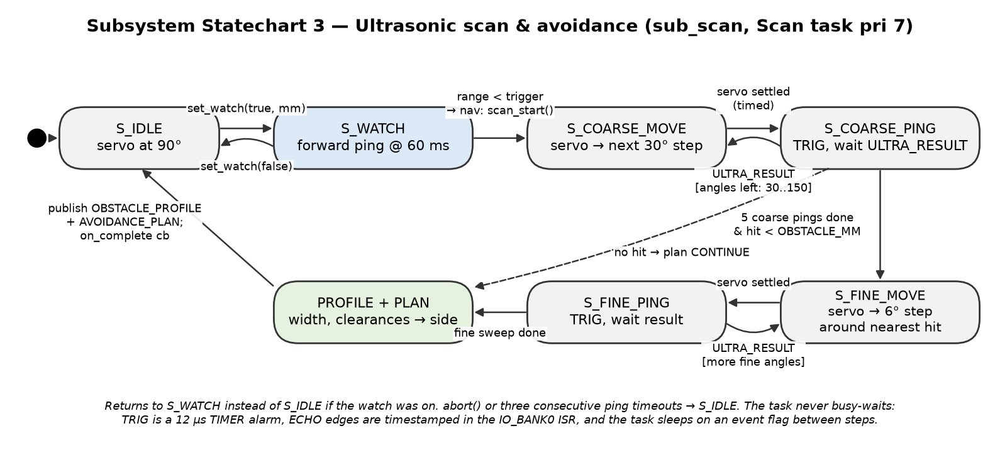 Subsystem Statechart 3 — Ultrasonic scan & avoidance (sub_scan, Scan task pri 7)
S_IDLE
servo at 90°
set_watch(true, mm)
set_watch(false)
S_WATCH
forward ping @ 60 ms
range < trigger
→ nav: scan_start()
S_COARSE_MOVE
servo → next 30° step
servo settled
(timed)
S_COARSE_PING
TRIG, wait ULTRA_RESULT
ULTRA_RESULT
[angles left: 30..150]
publish OBSTACLE_PROFILE
+ AVOIDANCE_PLAN;
on_complete cb
5 coarse pings done
& hit < OBSTACLE_MM
no hit → plan CONTINUE
PROFILE + PLAN
width, clearances → side
fine sweep done
S_FINE_PING
TRIG, wait result
servo settled
S_FINE_MOVE
servo → 6° step
around nearest hit
ULTRA_RESULT
[more fine angles]
Returns to S_WATCH instead of S_IDLE if the watch was on. abort() or three consecutive ping timeouts → S_IDLE. The task never busy-waits:
TRIG is a 12 µs TIMER alarm, ECHO edges are timestamped in the IO_BANK0 ISR, and the task sleeps on an event flag between steps.